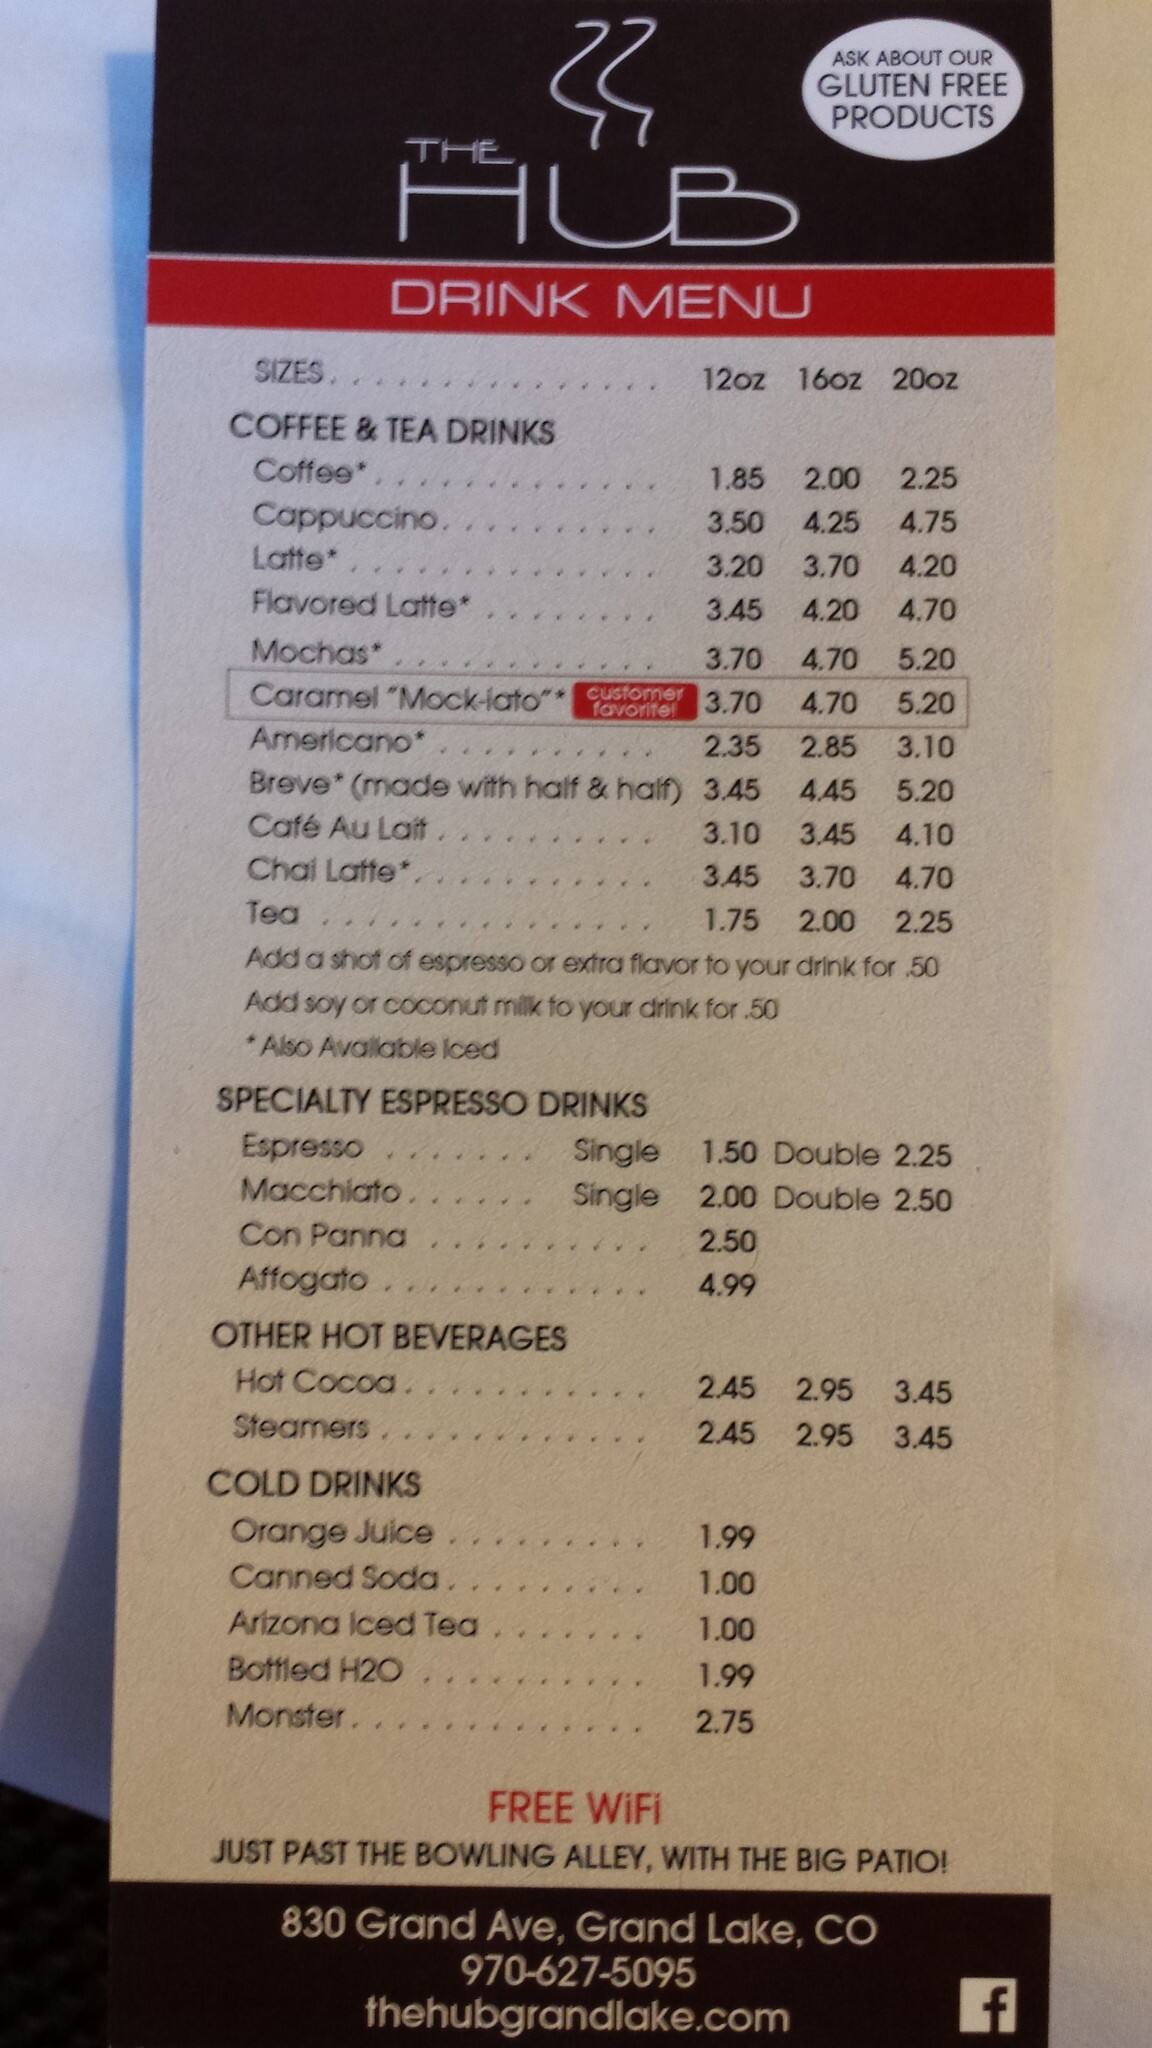 THE
HUB
ASK ABOUT OUR
GLUTEN FREE
PRODUCTS
DRINK MENU
SIZES . . . . . . . . . . . . . . . 12oz 16oz 20oz
COFFEE & TEA DRINKS
Coffee* . . . . . . . . . . . . . 1.85 2.00 2.25
Cappuccino . . . . . . . . . . 3.50 4.25 4.75
Latte* . . . . . . . . . . . . . . 3.20 3.70 4.20
Flavored Latte* . . . . . . . . 3.45 4.20 4.70
Mochas* . . . . . . . . . . . . 3.70 4.70 5.20
Caramel "Mock-iato"* customer favorite! 3.70 4.70 5.20
Americano* . . . . . . . . . . 2.35 2.85 3.10
Breve* (made with half & half) 3.45 4.45 5.20
Café Au Lait . . . . . . . . . . 3.10 3.45 4.10
Chai Latte* . . . . . . . . . . . 3.45 3.70 4.70
Tea . . . . . . . . . . . . . . . 1.75 2.00 2.25
Add a shot of espresso or extra flavor to your drink for .50
Add soy or coconut milk to your drink for .50
*Also Available Iced
SPECIALTY ESPRESSO DRINKS
Espresso . . . . . . . Single 1.50 Double 2.25
Macchiato . . . . . . Single 2.00 Double 2.50
Con Panna . . . . . . . . . . 2.50
Affogato . . . . . . . . . . . . 4.99
OTHER HOT BEVERAGES
Hot Cocoa . . . . . . . . . . . 2.45 2.95 3.45
Steamers . . . . . . . . . . . . 2.45 2.95 3.45
COLD DRINKS
Orange Juice . . . . . . . . . 1.99
Canned Soda . . . . . . . . . 1.00
Arizona Iced Tea . . . . . . . 1.00
Bottled H2O . . . . . . . . . . 1.99
Monster . . . . . . . . . . . . . 2.75
FREE WiFi
JUST PAST THE BOWLING ALLEY, WITH THE BIG PATIO!
830 Grand Ave, Grand Lake, CO
970-627-5095
thehubgrandlake.com
f